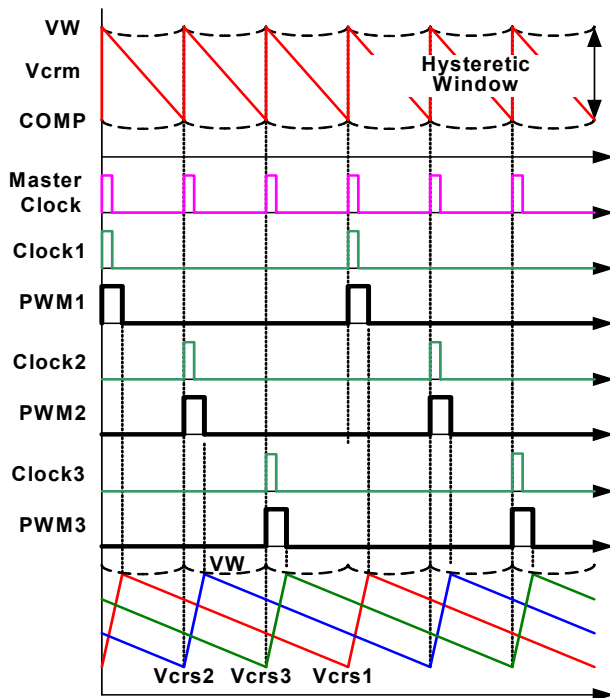 VW
Vcrm
Hysteretic
Window
COMP
Master
Clock
Clock1
PWM1
Clock2
PWM2
Clock3
PWM3
VW
Vcrs2 Vcrs3 Vcrs1